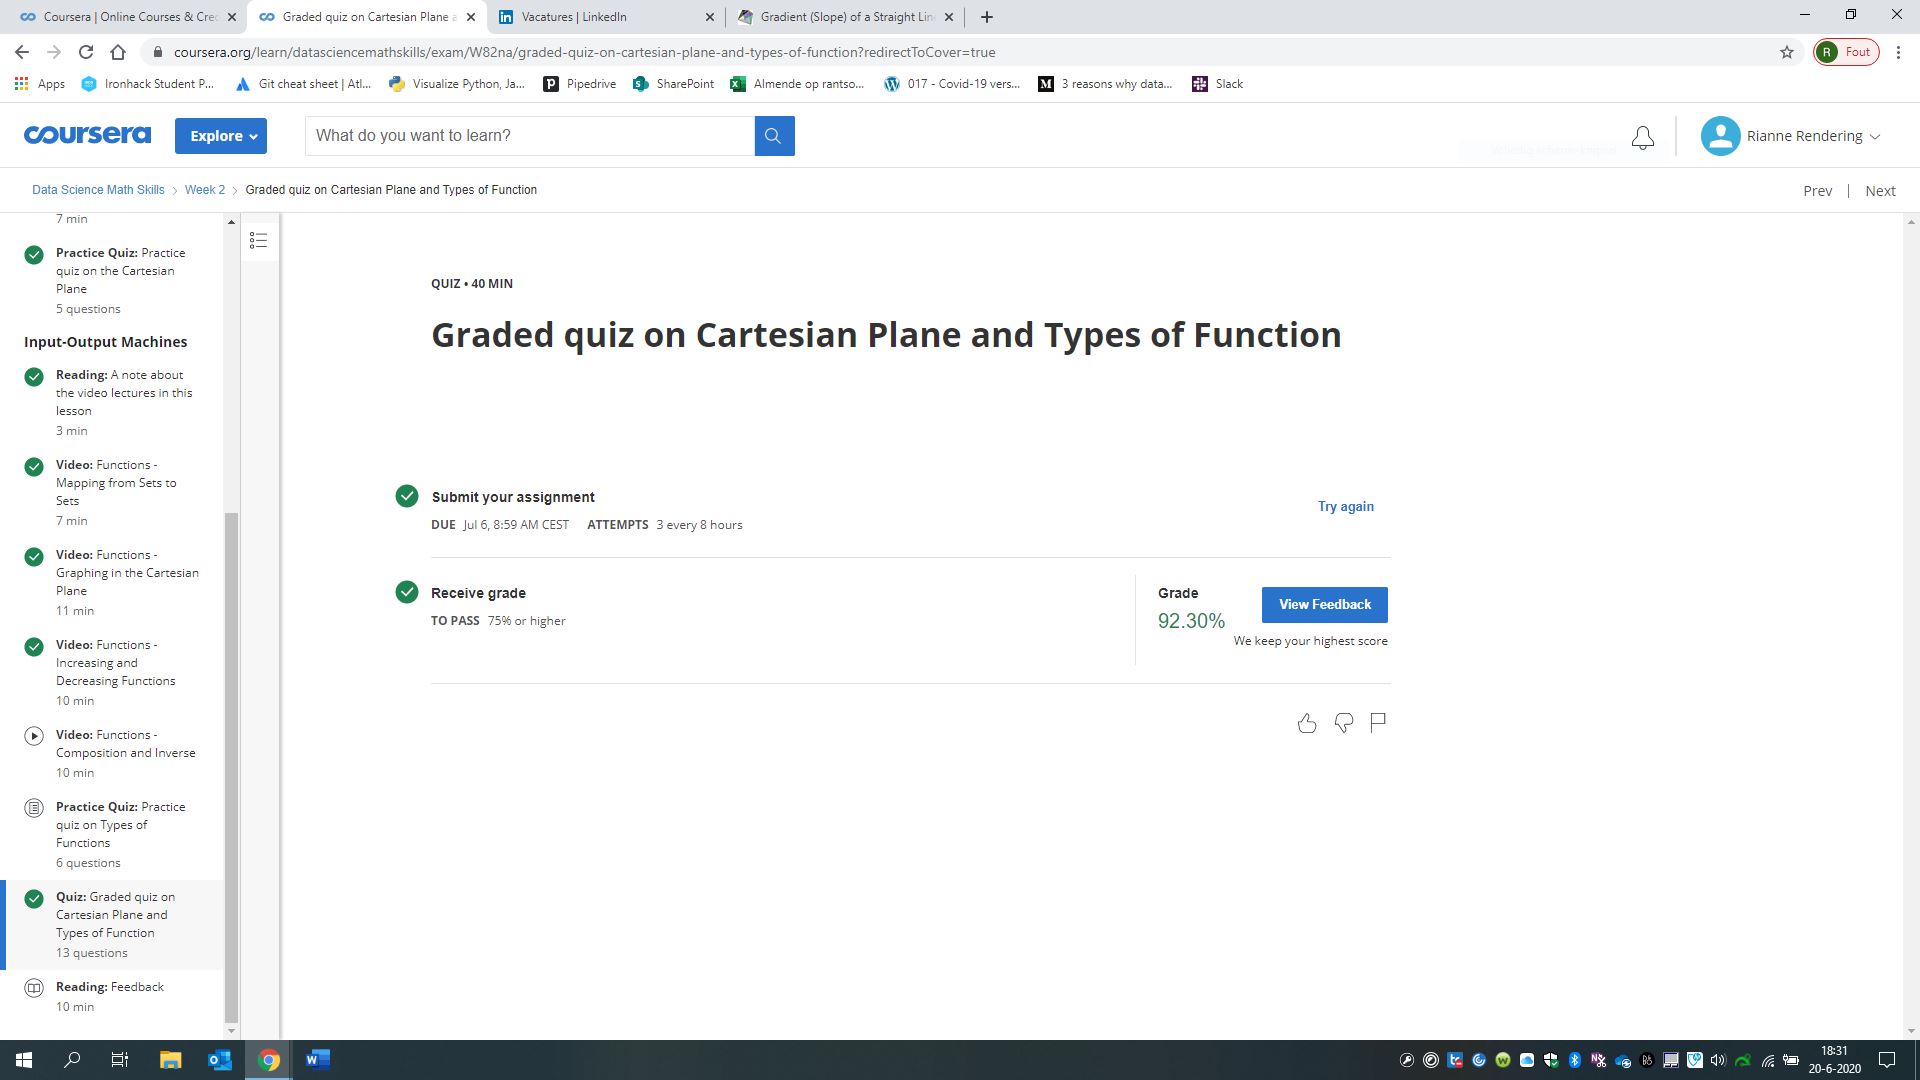 Coursera | Online Courses & Cre
Graded quiz on Cartesian Plane a
Vacatures | LinkedIn
Gradient (Slope) of a Straight Lin
coursera.org/learn/datasciencemathskills/exam/W82na/graded-quiz-on-cartesian-plane-and-types-of-function?redirectToCover=true
R Fout
Apps
Ironhack Student P...
Git cheat sheet | Atl...
Visualize Python, Ja...
Pipedrive
SharePoint
Almende op rantso...
017 - Covid-19 vers...
3 reasons why data...
Slack
coursera
Explore
What do you want to learn?
Rianne Rendering
Data Science Math Skills
Week 2
Graded quiz on Cartesian Plane and Types of Function
Prev | Next
7 min
Practice Quiz: Practice
quiz on the Cartesian
Plane
5 questions
Input-Output Machines
Reading: A note about
the video lectures in this
lesson
3 min
Video: Functions -
Mapping from Sets to
Sets
7 min
Video: Functions -
Graphing in the Cartesian
Plane
11 min
Video: Functions -
Increasing and
Decreasing Functions
10 min
Video: Functions -
Composition and Inverse
10 min
Practice Quiz: Practice
quiz on Types of
Functions
6 questions
Quiz: Graded quiz on
Cartesian Plane and
Types of Function
13 questions
Reading: Feedback
10 min
QUIZ • 40 MIN
Graded quiz on Cartesian Plane and Types of Function
Submit your assignment
DUE Jul 6, 8:59 AM CEST ATTEMPTS 3 every 8 hours
Try again
Receive grade
TO PASS 75% or higher
Grade
92.30%
View Feedback
We keep your highest score
18:31
20-6-2020